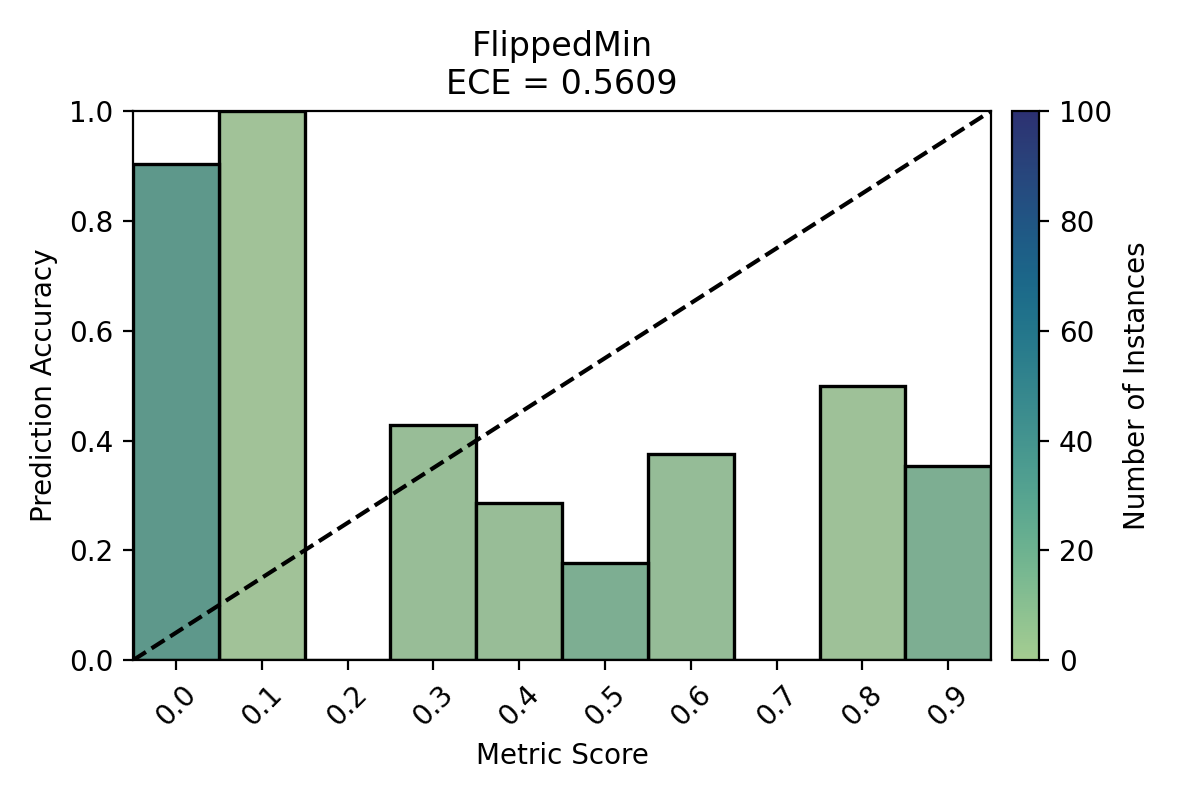 FlippedMin
ECE = 0.5609
1.0
0.8
0.6
0.4
0.2
0.0
Prediction Accuracy
0.0 0.1 0.2 0.3 0.4 0.5 0.6 0.7 0.8 0.9
Metric Score
100
80
60
40
20
0
Number of Instances